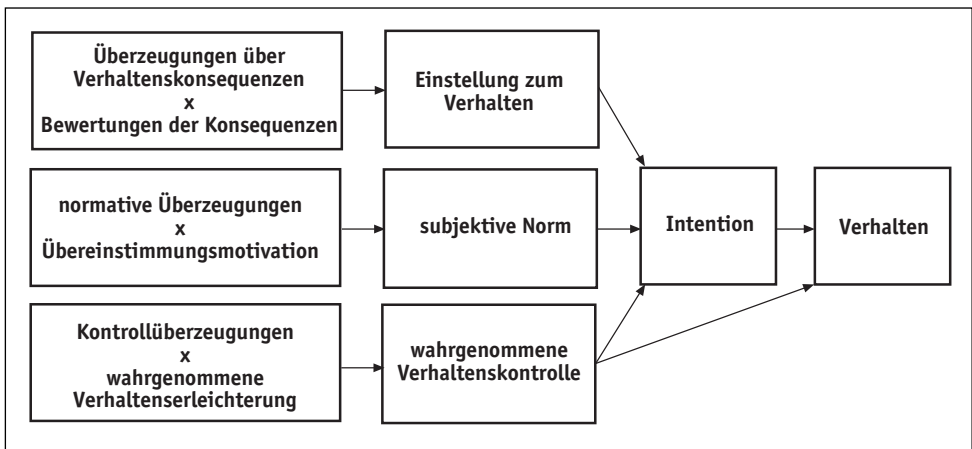 Überzeugungen über
Verhaltenskonsequenzen
x
Bewertungen der Konsequenzen
Einstellung zum
Verhalten
normative Überzeugungen
x
Übereinstimmungsmotivation
subjektive Norm
Intention
Verhalten
Kontrollüberzeugungen
x
wahrgenommene
Verhaltenserleichterung
wahrgenommene
Verhaltenskontrolle